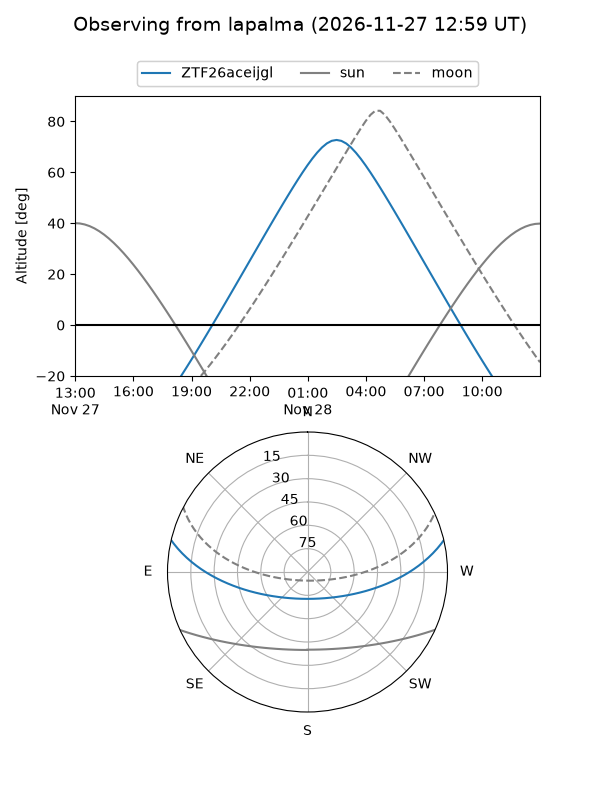 Observing from lapalma (2026-11-27 12:59 UT)
ZTF26aceijgl sun moon
Altitude [deg]
80
60
40
20
0
−20
13:00 16:00 19:00 22:00 01:00 04:00 07:00 10:00
Nov 27 Nov 28
N
NE NW
15
30
45
60
75
E W
SE SW
S